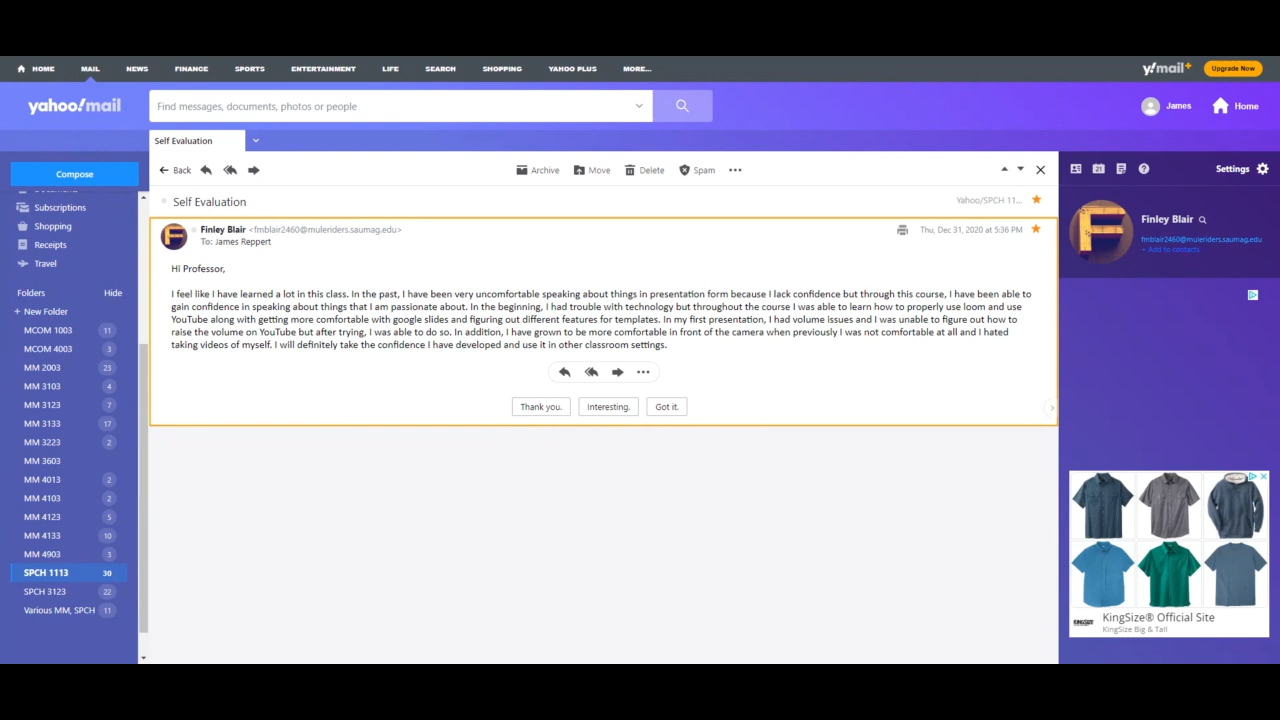 HOME MAIL NEWS FINANCE SPORTS ENTERTAINMENT LIFE SEARCH SHOPPING YAHOO PLUS MORE... y!mail+ Upgrade Now
yahoo!mail Find messages, documents, photos or people James Home
Self Evaluation
Compose Back Archive Move Delete Spam Settings
Subscriptions
Shopping
Receipts
Travel
Folders Hide
+ New Folder
MCOM 1003 11
MCOM 4003 3
MM 2003 23
MM 3103 4
MM 3123 7
MM 3133 17
MM 3223 2
MM 3603
MM 4013 2
MM 4103 2
MM 4123 5
MM 4133 10
MM 4903 3
SPCH 1113 30
SPCH 3123 22
Various MM, SPCH 11
Self Evaluation Yahoo/SPCH 11...
Finley Blair <fmblair2460@muleriders.saumag.edu> Thu, Dec 31, 2020 at 5:36 PM
To: James Reppert
Hi Professor,
I feel like I have learned a lot in this class. In the past, I have been very uncomfortable speaking about things in presentation form because I lack confidence but through this course, I have been able to
gain confidence in speaking about things that I am passionate about. In the beginning, I had trouble with technology but throughout the course I was able to learn how to properly use loom and use
YouTube along with getting more comfortable with google slides and figuring out different features for templates. In my first presentation, I had volume issues and I was unable to figure out how to
raise the volume on YouTube but after trying, I was able to do so. In addition, I have grown to be more comfortable in front of the camera when previously I was not comfortable at all and I hated
taking videos of myself. I will definitely take the confidence I have developed and use it in other classroom settings.
Thank you. Interesting. Got it.
Finley Blair
fmblair2460@muleriders.saumag.edu
+ Add to contacts
KINGSIZE KingSize® Official Site
KingSize Big & Tall